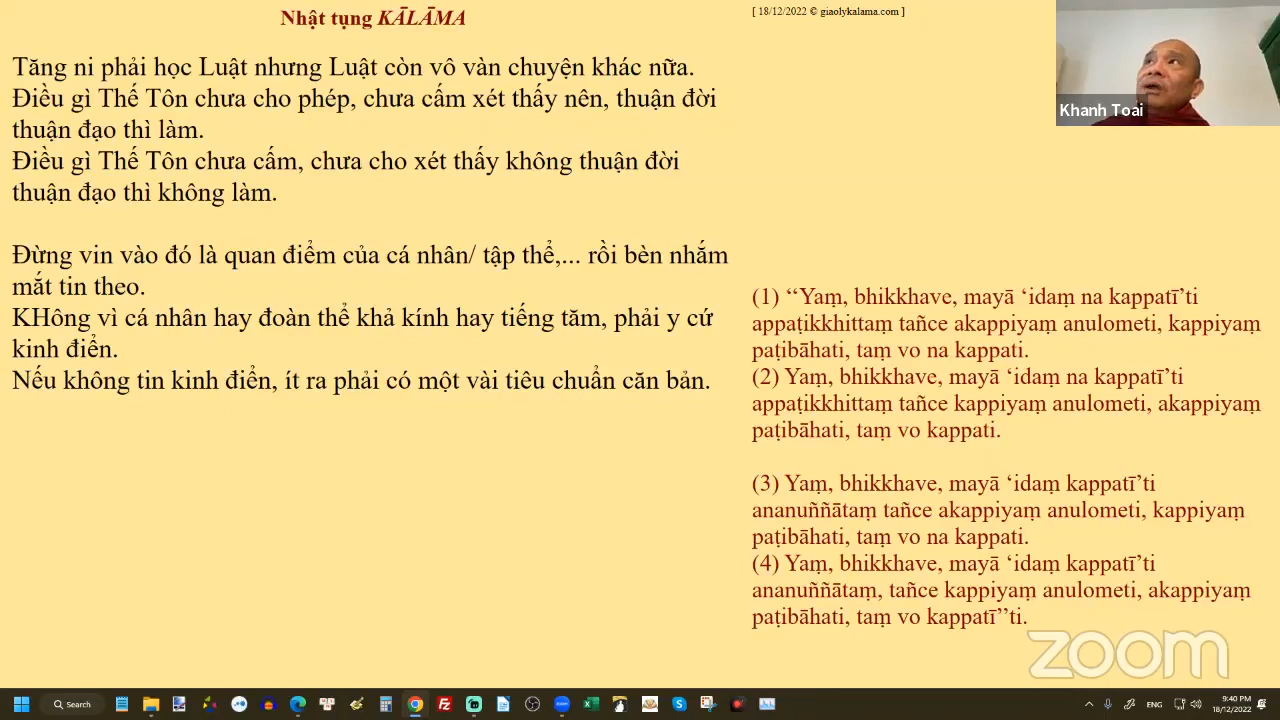 Nhật tụng KĀLĀMA
[ 18/12/2022 © giaolykalama.com ]
Tăng ni phải học Luật nhưng Luật còn vô vàn chuyện khác nữa.
Điều gì Thế Tôn chưa cho phép, chưa cấm xét thấy nên, thuận đời
thuận đạo thì làm.
Điều gì Thế Tôn chưa cấm, chưa cho xét thấy không thuận đời
thuận đạo thì không làm.
Đừng vin vào đó là quan điểm của cá nhân/ tập thể,... rồi bèn nhắm
mắt tin theo.
KHông vì cá nhân hay đoàn thể khả kính hay tiếng tăm, phải y cứ
kinh điển.
Nếu không tin kinh điển, ít ra phải có một vài tiêu chuẩn căn bản.
(1) ‘‘Yaṃ, bhikkhave, mayā ‘idaṃ na kappatī’ti
appaṭikkhittaṃ tañce akappiyaṃ anulometi, kappiyaṃ
paṭibāhati, taṃ vo na kappati.
(2) Yaṃ, bhikkhave, mayā ‘idaṃ na kappatī’ti
appaṭikkhittaṃ tañce kappiyaṃ anulometi, akappiyaṃ
paṭibāhati, taṃ vo kappati.
(3) Yaṃ, bhikkhave, mayā ‘idaṃ kappatī’ti
ananuññātaṃ tañce akappiyaṃ anulometi, kappiyaṃ
paṭibāhati, taṃ vo na kappati.
(4) Yaṃ, bhikkhave, mayā ‘idaṃ kappatī’ti
ananuññātaṃ, tañce kappiyaṃ anulometi, akappiyaṃ
paṭibāhati, taṃ vo kappatī’’ti.
Khanh Toai
zoom
Search
ENG
9:40 PM
18/12/2022